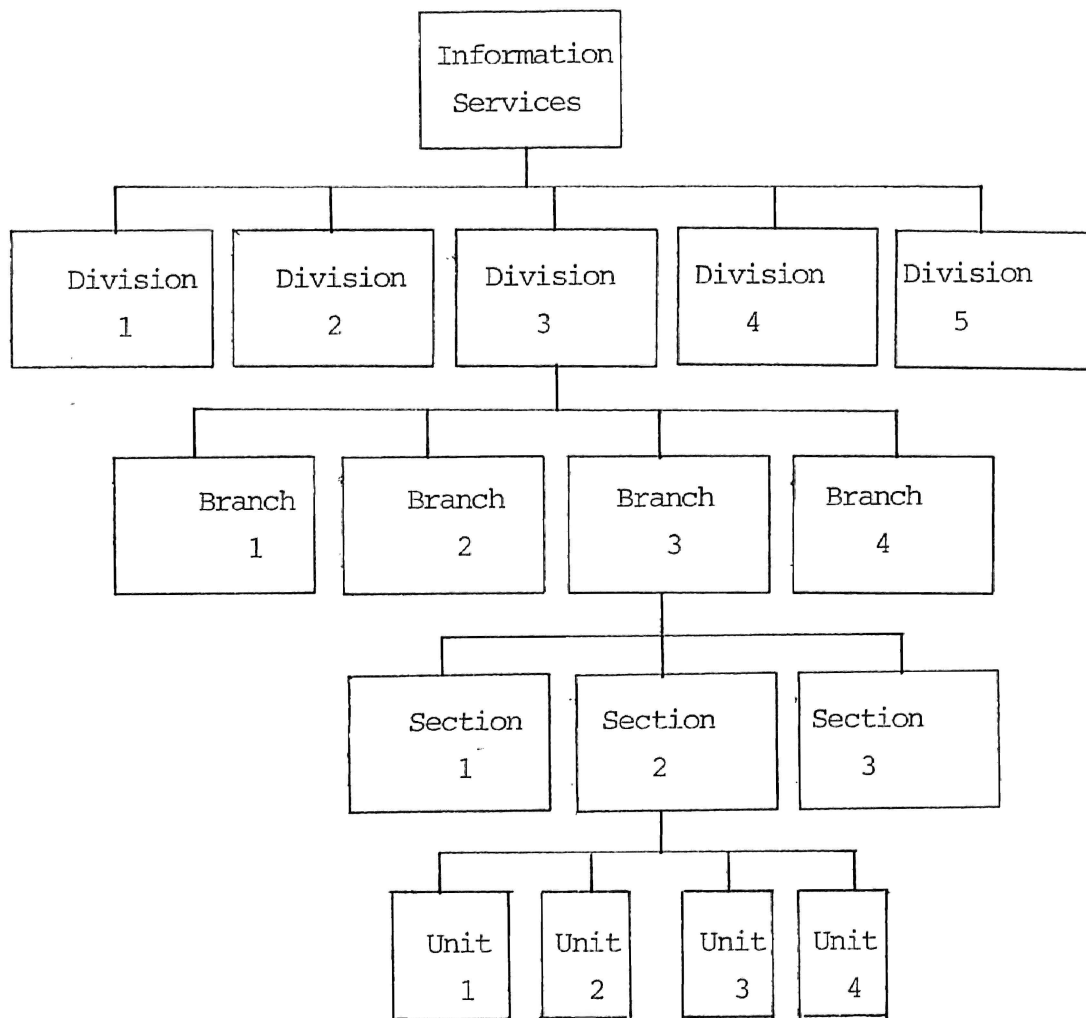 Information
Services
Division
1
Division
2
Division
3
Division
4
Division
5
Branch
1
Branch
2
Branch
3
Branch
4
Section
1
Section
2
Section
3
Unit
1
Unit
2
Unit
3
Unit
4